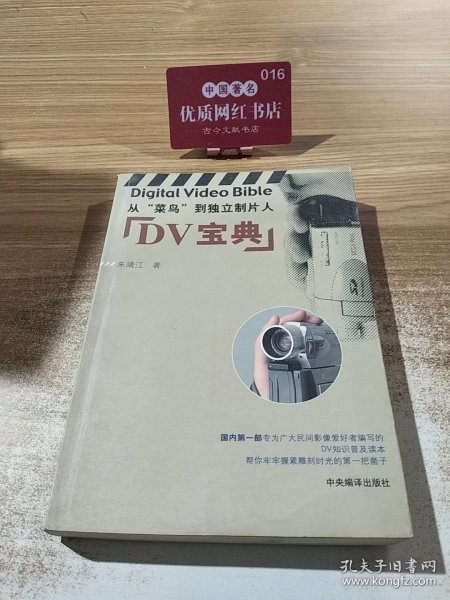 016
中国著名
优质网红书店
古今文献书店
Digital Video Bible
从“菜鸟”到独立制片人
「DV宝典」
朱靖江 著
国内第一部专为广大民间影像爱好者编写的
DV知识普及读本
帮你牢牢握紧雕刻时光的第一把凿子
中央编译出版社
孔夫子旧书网
www.kongfz.com